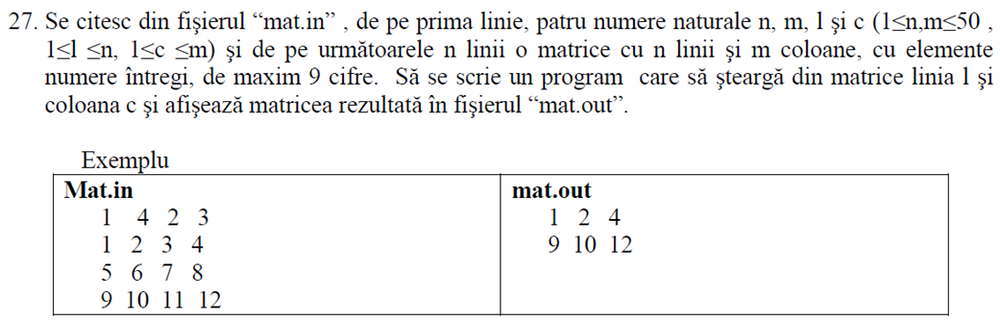 27. Se citesc din fişierul “mat.in” , de pe prima linie, patru numere naturale n, m, l şi c (1≤n,m≤50 ,
1≤l ≤n, 1≤c ≤m) şi de pe următoarele n linii o matrice cu n linii şi m coloane, cu elemente
numere întregi, de maxim 9 cifre. Să se scrie un program care să şteargă din matrice linia l şi
coloana c şi afişează matricea rezultată în fişierul “mat.out”.
Exemplu
Mat.in
1 4 2 3
1 2 3 4
5 6 7 8
9 10 11 12
mat.out
1 2 4
9 10 12